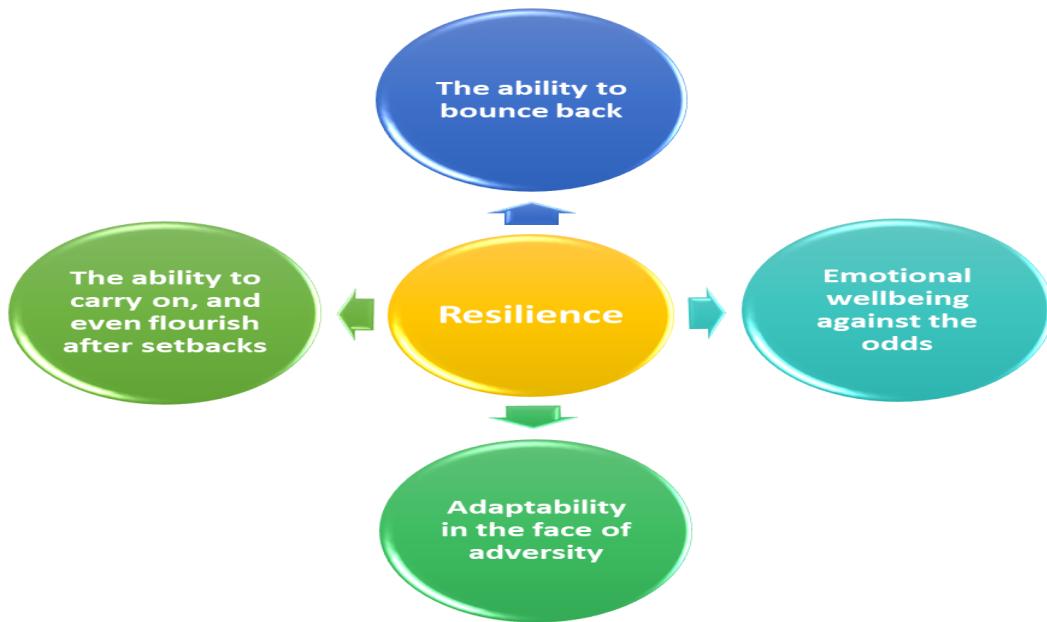 The ability to
bounce back
The ability to
carry on, and
even flourish
after setbacks
Resilience
Emotional
wellbeing
against the
odds
Adaptability
in the face of
adversity